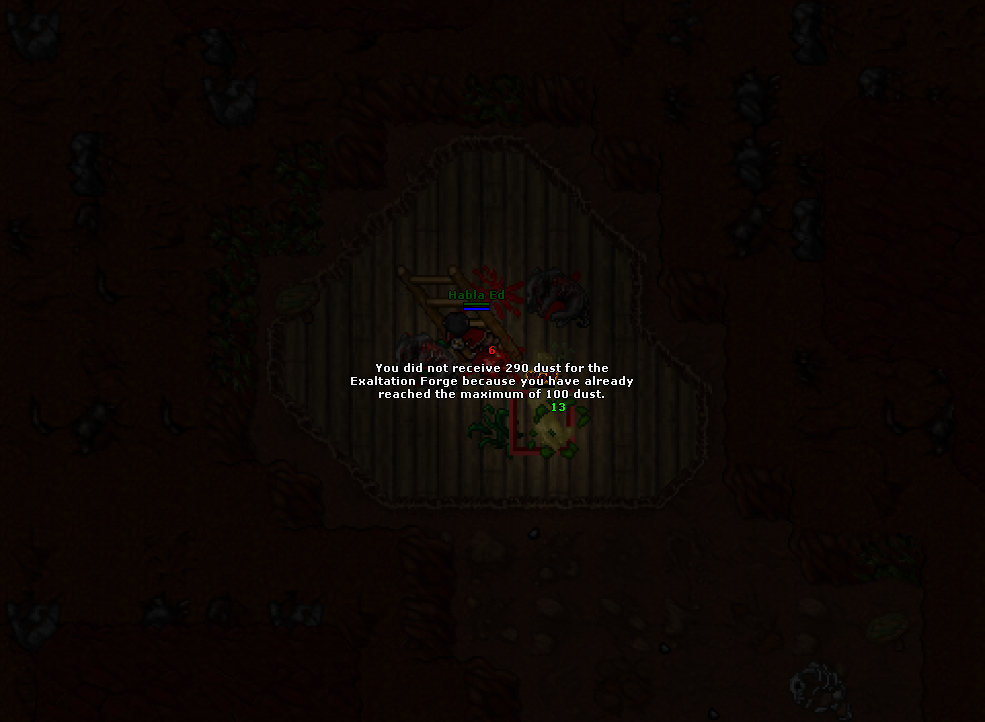 Habla Ed
6
You did not receive 290 dust for the
Exaltation Forge because you have already
reached the maximum of 100 dust.
13